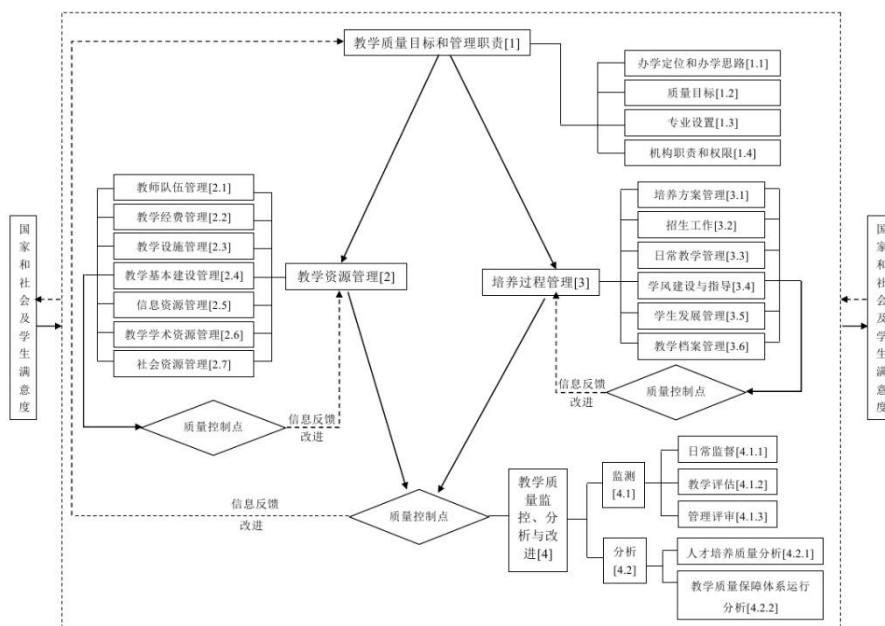 教学质量目标和管理职责[1]
办学定位和办学思路[1.1]
质量目标[1.2]
专业设置[1.3]
机构职责和权限[1.4]
国家和社会及学生满意度
教师队伍管理[2.1]
教学经费管理[2.2]
教学设施管理[2.3]
教学基本建设管理[2.4]
信息资源管理[2.5]
教学学术资源管理[2.6]
社会资源管理[2.7]
教学资源管理[2]
质量控制点
信息反馈
改进
培养过程管理[3]
培养方案管理[3.1]
招生工作[3.2]
日常教学管理[3.3]
学风建设与指导[3.4]
学生发展管理[3.5]
教学档案管理[3.6]
信息反馈
改进
质量控制点
国家和社会及学生满意度
信息反馈
改进
质量控制点
教学质
量监
控、分
析与改
进[4]
监测
[4.1]
日常监督[4.1.1]
教学评估[4.1.2]
管理评审[4.1.3]
分析
[4.2]
人才培养质量分析[4.2.1]
教学质量保障体系运行
分析[4.2.2]